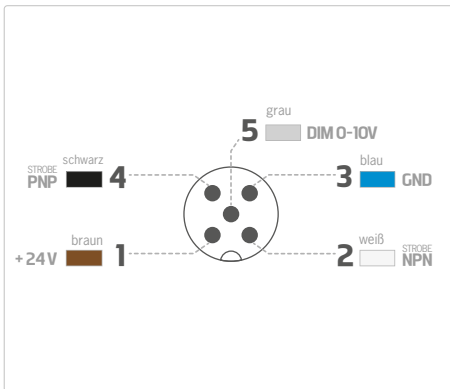 grau
5 DIM 0-10V
schwarz
STROBE
PNP 4
blau
3 GND
braun
+24V 1
weiß
2 STROBE
NPN